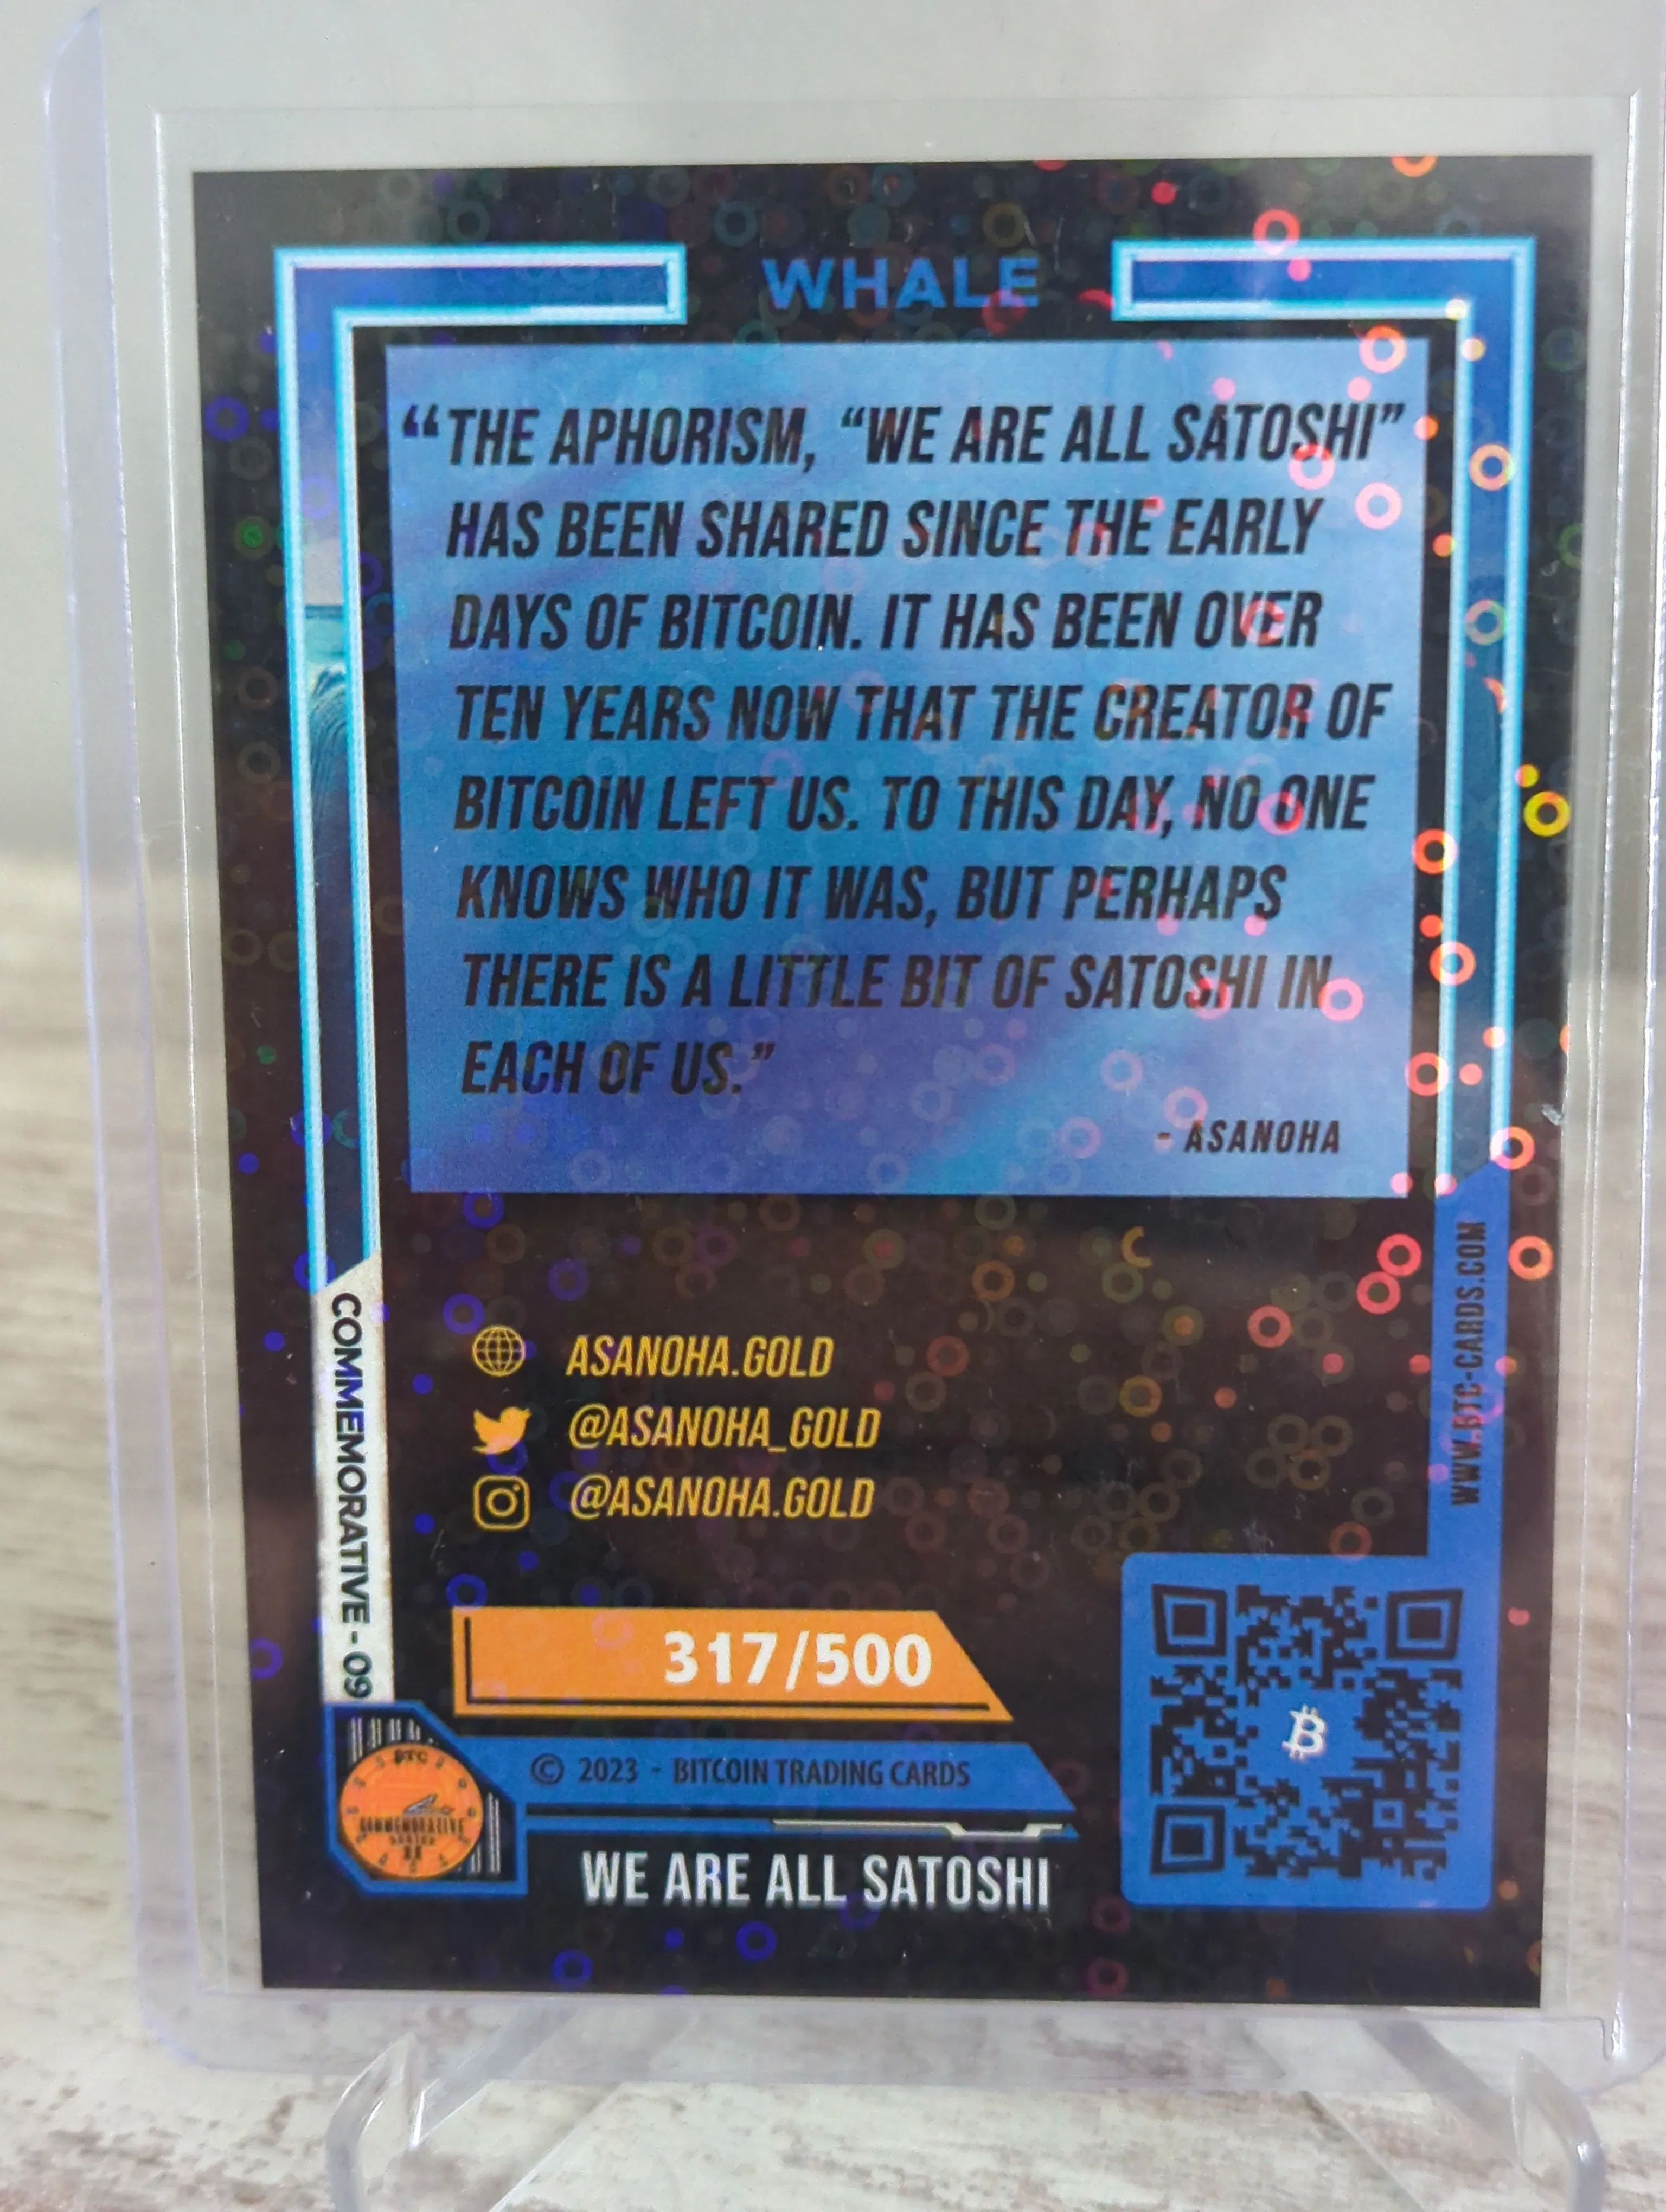 WHALE
“THE APHORISM, “WE ARE ALL SATOSHI”
HAS BEEN SHARED SINCE THE EARLY
DAYS OF BITCOIN. IT HAS BEEN OVER
TEN YEARS NOW THAT THE CREATOR OF
BITCOIN LEFT US. TO THIS DAY, NO ONE
KNOWS WHO IT WAS, BUT PERHAPS
THERE IS A LITTLE BIT OF SATOSHI IN
EACH OF US.”
- ASANOHA
WWW.BTC-CARDS.COM
COMMEMORATIVE - 09
ASANOHA.GOLD
@ASANOHA_GOLD
@ASANOHA.GOLD
317/500
BTC
COMMEMORATIVE
SERIES
© 2023 - BITCOIN TRADING CARDS
WE ARE ALL SATOSHI